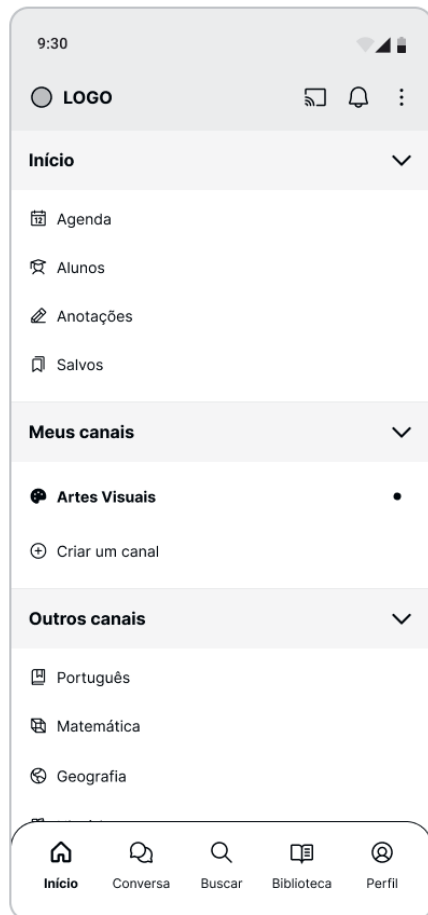 9:30
LOGO
Início
12
Agenda
Alunos
Anotações
Salvos
Meus canais
Artes Visuais
Criar um canal
Outros canais
Português
Matemática
Geografia
Início
Conversa
Buscar
Biblioteca
Perfil